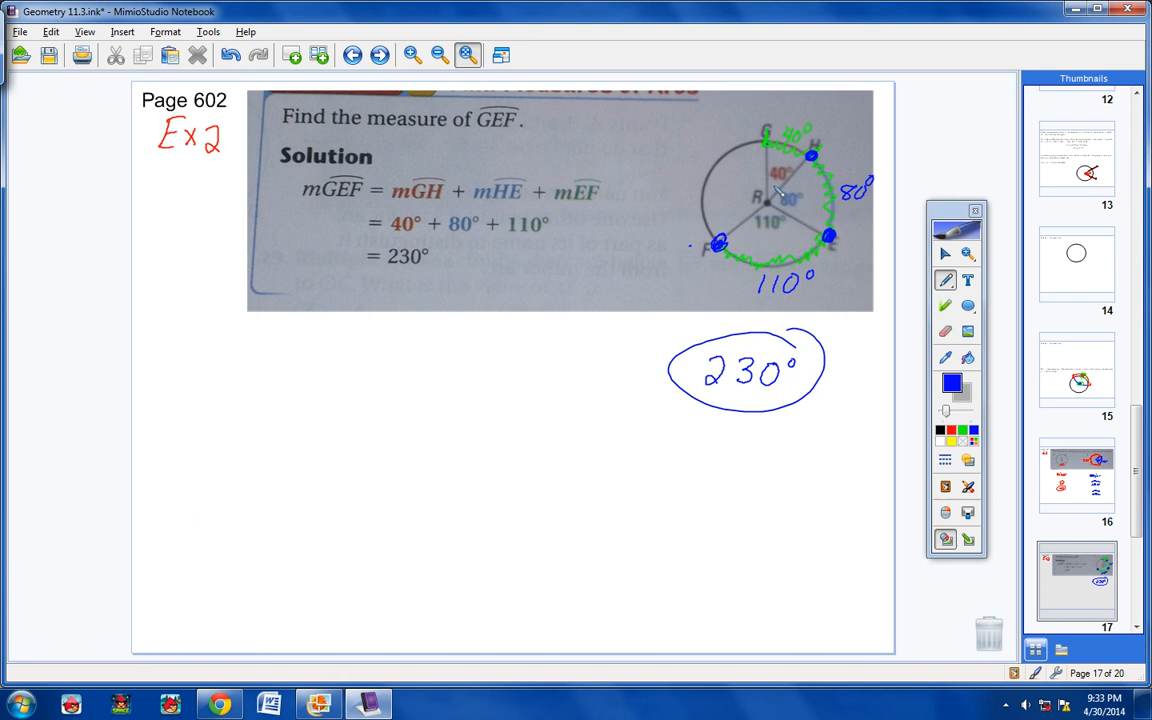 Geometry 11.3.ink* - MimioStudio Notebook
File Edit View Insert Format Tools Help
Thumbnails
Page 602
Ex 2
Find the measure of GEF.
Solution
mGEF = mGH + mHE + mEF
= 40° + 80° + 110°
= 230°
G 40° H
40°
R 80° 80°
110°
F E
110°
230°
12
13
14
15
16
17
Page 17 of 20
9:33 PM
4/30/2014